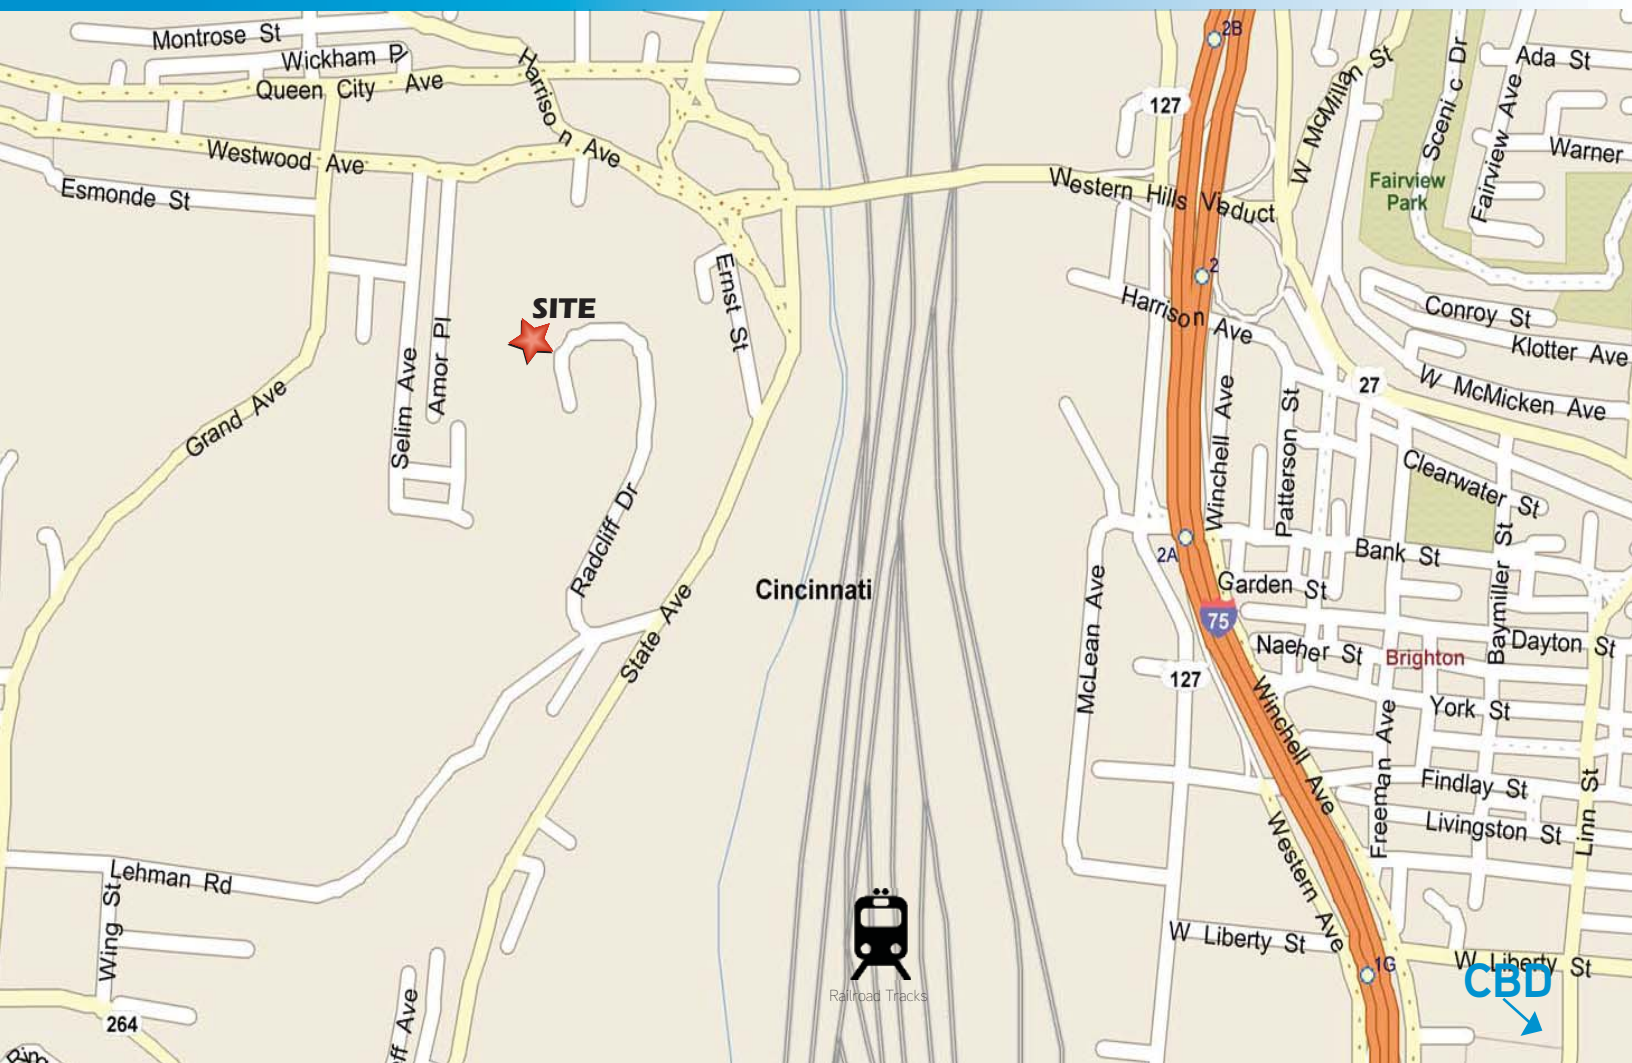 Montrose St
Wickham Pl
Queen City Ave
Harrison Ave
Westwood Ave
Esmonde St
Western Hills Viaduct
127
2B
W McMillan St
Scenic Dr
Ada St
Fairview Ave
Warner
Fairview
Park
2
Harrison Ave
Conroy St
Klotter Ave
27
W McMicken Ave
SITE
Ernst St
Amor Pl
Selim Ave
Grand Ave
Radcliff Dr
State Ave
Cincinnati
Winchell Ave
Patterson St
Clearwater St
Bank St
Baymiller St
2A
Garden St
75
Naeher St
Brighton
Dayton St
McLean Ave
127
York St
Winchell Ave
Freeman Ave
Findlay St
Livingston St
Linn St
Western Ave
Lehman Rd
Wing St
W Liberty St
1G
W Liberty St
CBD
Railroad Tracks
264
ff Ave